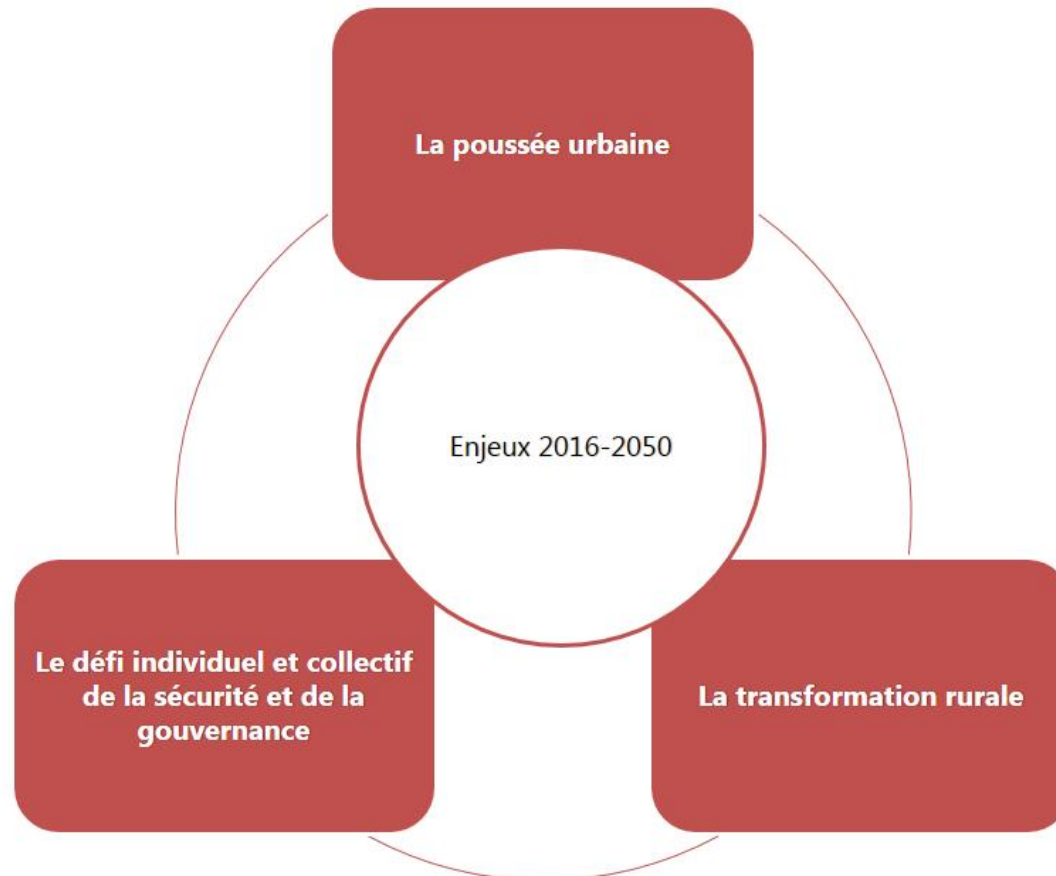 La poussée urbaine
Enjeux 2016-2050
Le défi individuel et collectif
de la sécurité et de la
gouvernance
La transformation rurale